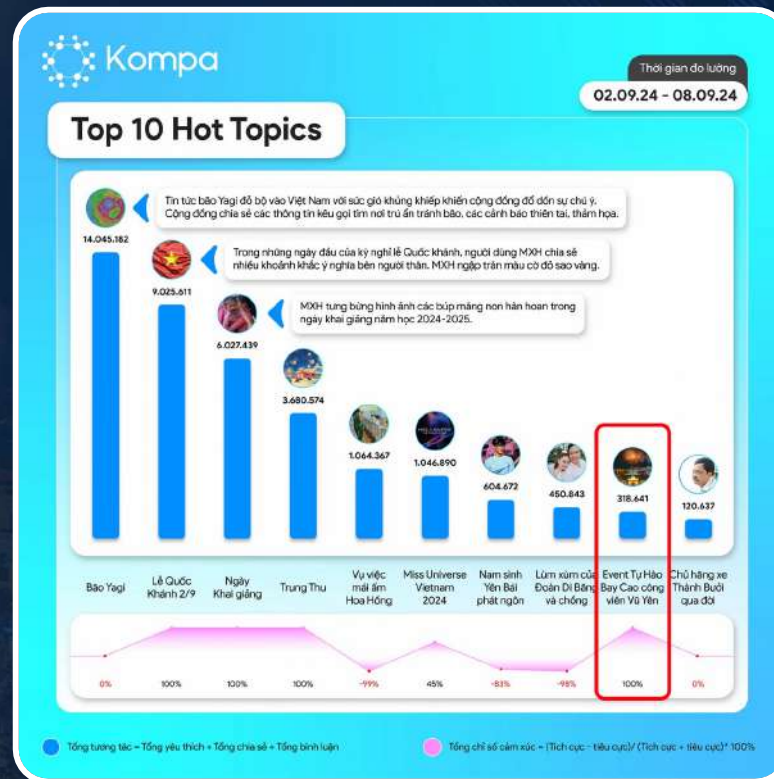 Kompa
Thời gian đo lường
02.09.24 - 08.09.24
Top 10 Hot Topics
Tin tức bão Yagi đổ bộ vào Việt Nam với sức gió khủng khiếp khiến cộng đồng đổ dồn sự chú ý.
Cộng đồng chia sẻ các thông tin kêu gọi tìm nơi trú ẩn tránh bão, các cảnh báo thiên tai, thảm họa.
14.045.182
Trong những ngày đầu của kỳ nghỉ lễ Quốc khánh, người dùng MXH chia sẻ
nhiều khoảnh khắc ý nghĩa bên người thân. MXH ngập tràn màu cờ đỏ sao vàng.
9.025.611
MXH tưng bừng hình ảnh các búp măng non hân hoan trong
ngày khai giảng năm học 2024-2025.
6.027.439
3.680.574
1.064.367
1.046.890
604.672
450.843
318.641
120.637
Bão Yagi
Lễ Quốc
Khánh 2/9
Ngày
Khai giảng
Trung Thu
Vụ việc
mái ấm
Hoa Hồng
Miss Universe
Vietnam
2024
Nam sinh
Yên Bái
phát ngôn
Lùm xùm của
Đoàn Di Băng
và chồng
Event Tự Hào
Bay Cao công
viên Vũ Yên
Chủ hãng xe
Thành Bưởi
qua đời
0%
100%
100%
100%
-99%
45%
-83%
-98%
100%
0%
Tổng tương tác = Tổng yêu thích + Tổng chia sẻ + Tổng bình luận
Tổng chỉ số cảm xúc = (Tích cực - tiêu cực)/ (Tích cực + tiêu cực)* 100%